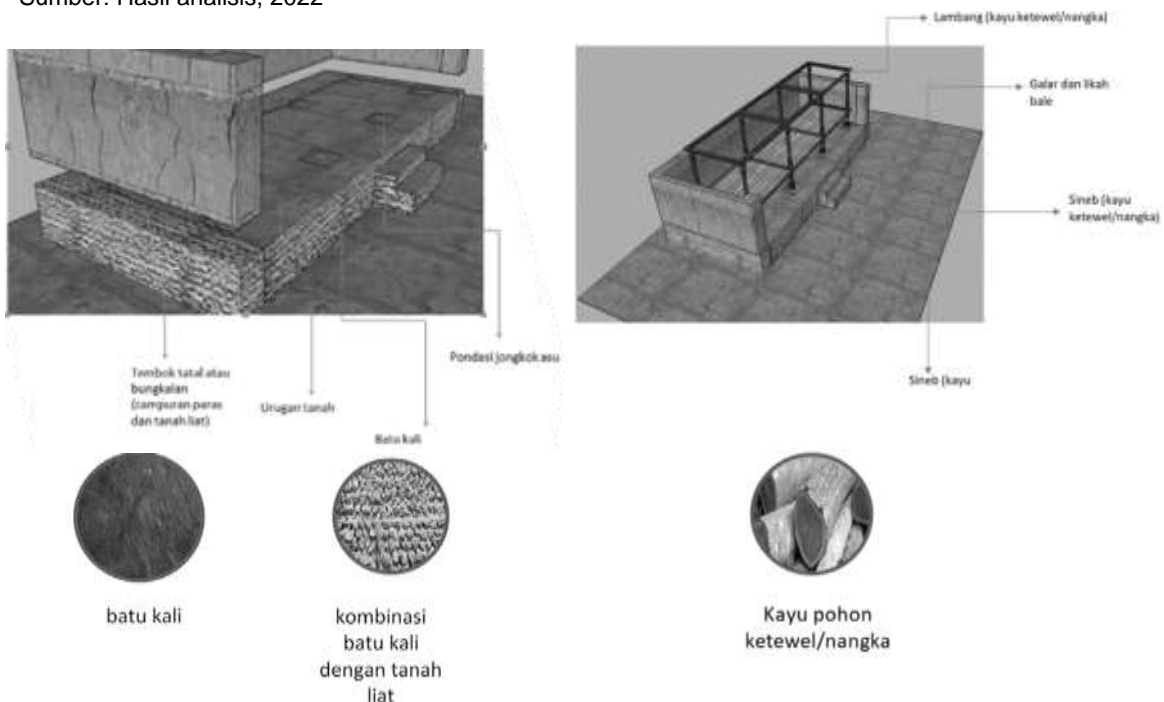 Sumber: Hasil analisis, 2022
Lambang (kayu ketewel/nangka)
Galar dan likah
bale
Sineb (kayu
ketewel/nangka)
Sineb (kayu
Pondasi jongkok asu
Tembok tatal atau
bungkalan
(campuran paras
dan tanah liat)
Urugan tanah
Batu kali
batu kali
kombinasi
batu kali
dengan tanah
liat
Kayu pohon
ketewel/nangka